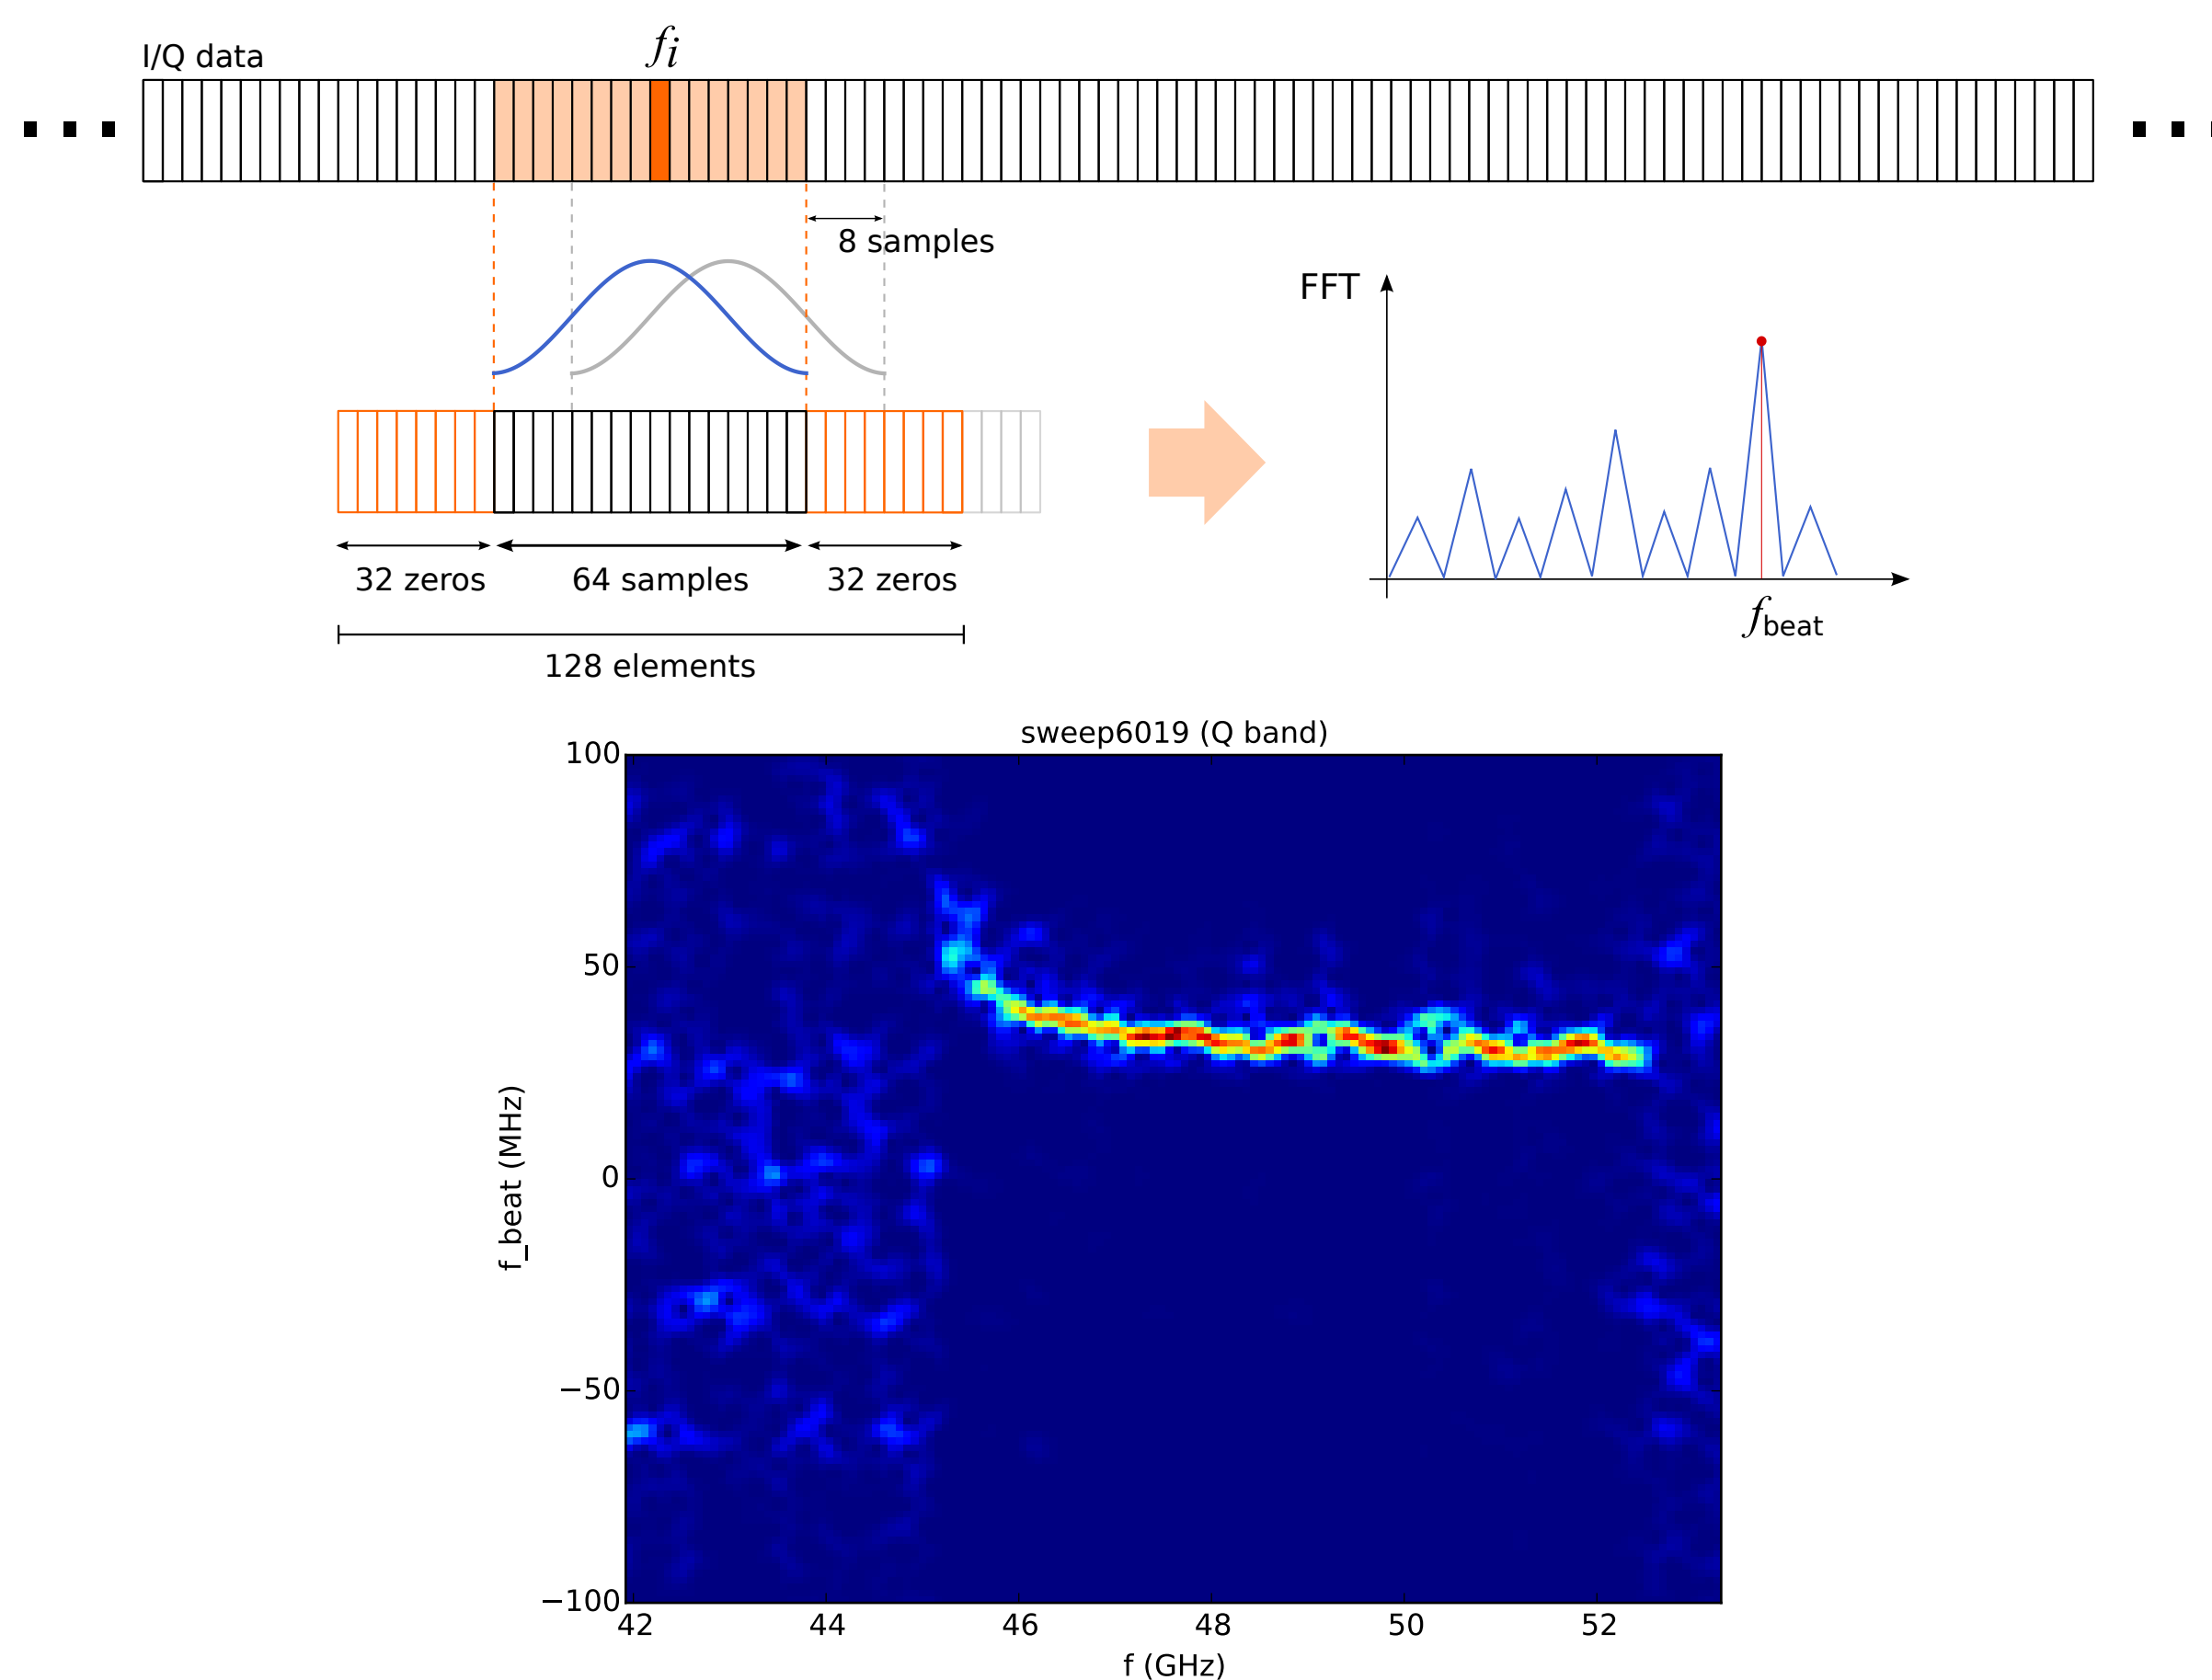 I/Q data
fi
8 samples
FFT
32 zeros
64 samples
32 zeros
128 elements
fbeat
sweep6019 (Q band)
100
50
0
−50
−100
f_beat (MHz)
42 44 46 48 50 52
f (GHz)